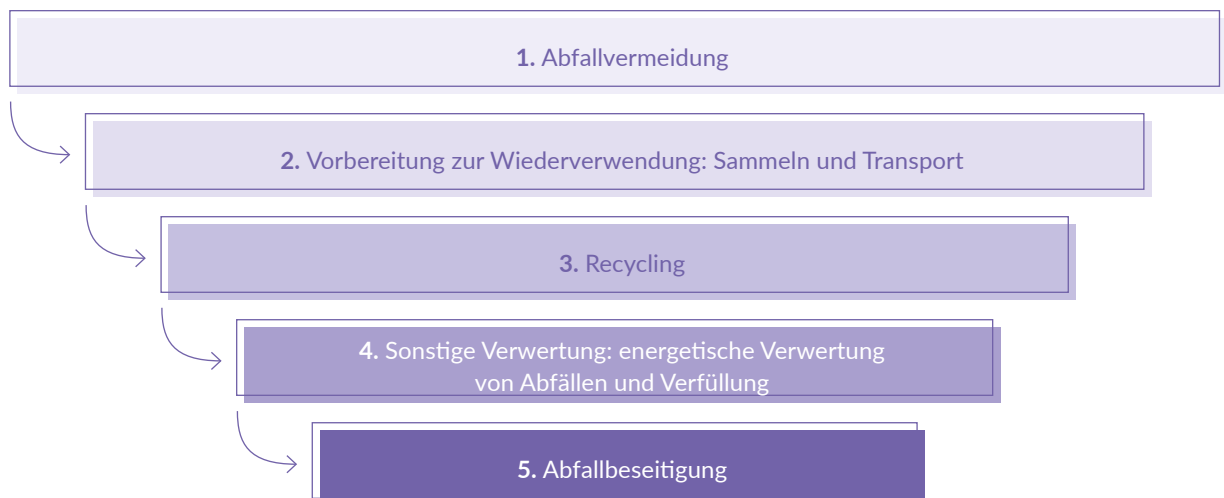 1. Abfallvermeidung
2. Vorbereitung zur Wiederverwendung: Sammeln und Transport
3. Recycling
4. Sonstige Verwertung: energetische Verwertung
von Abfällen und Verfüllung
5. Abfallbeseitigung